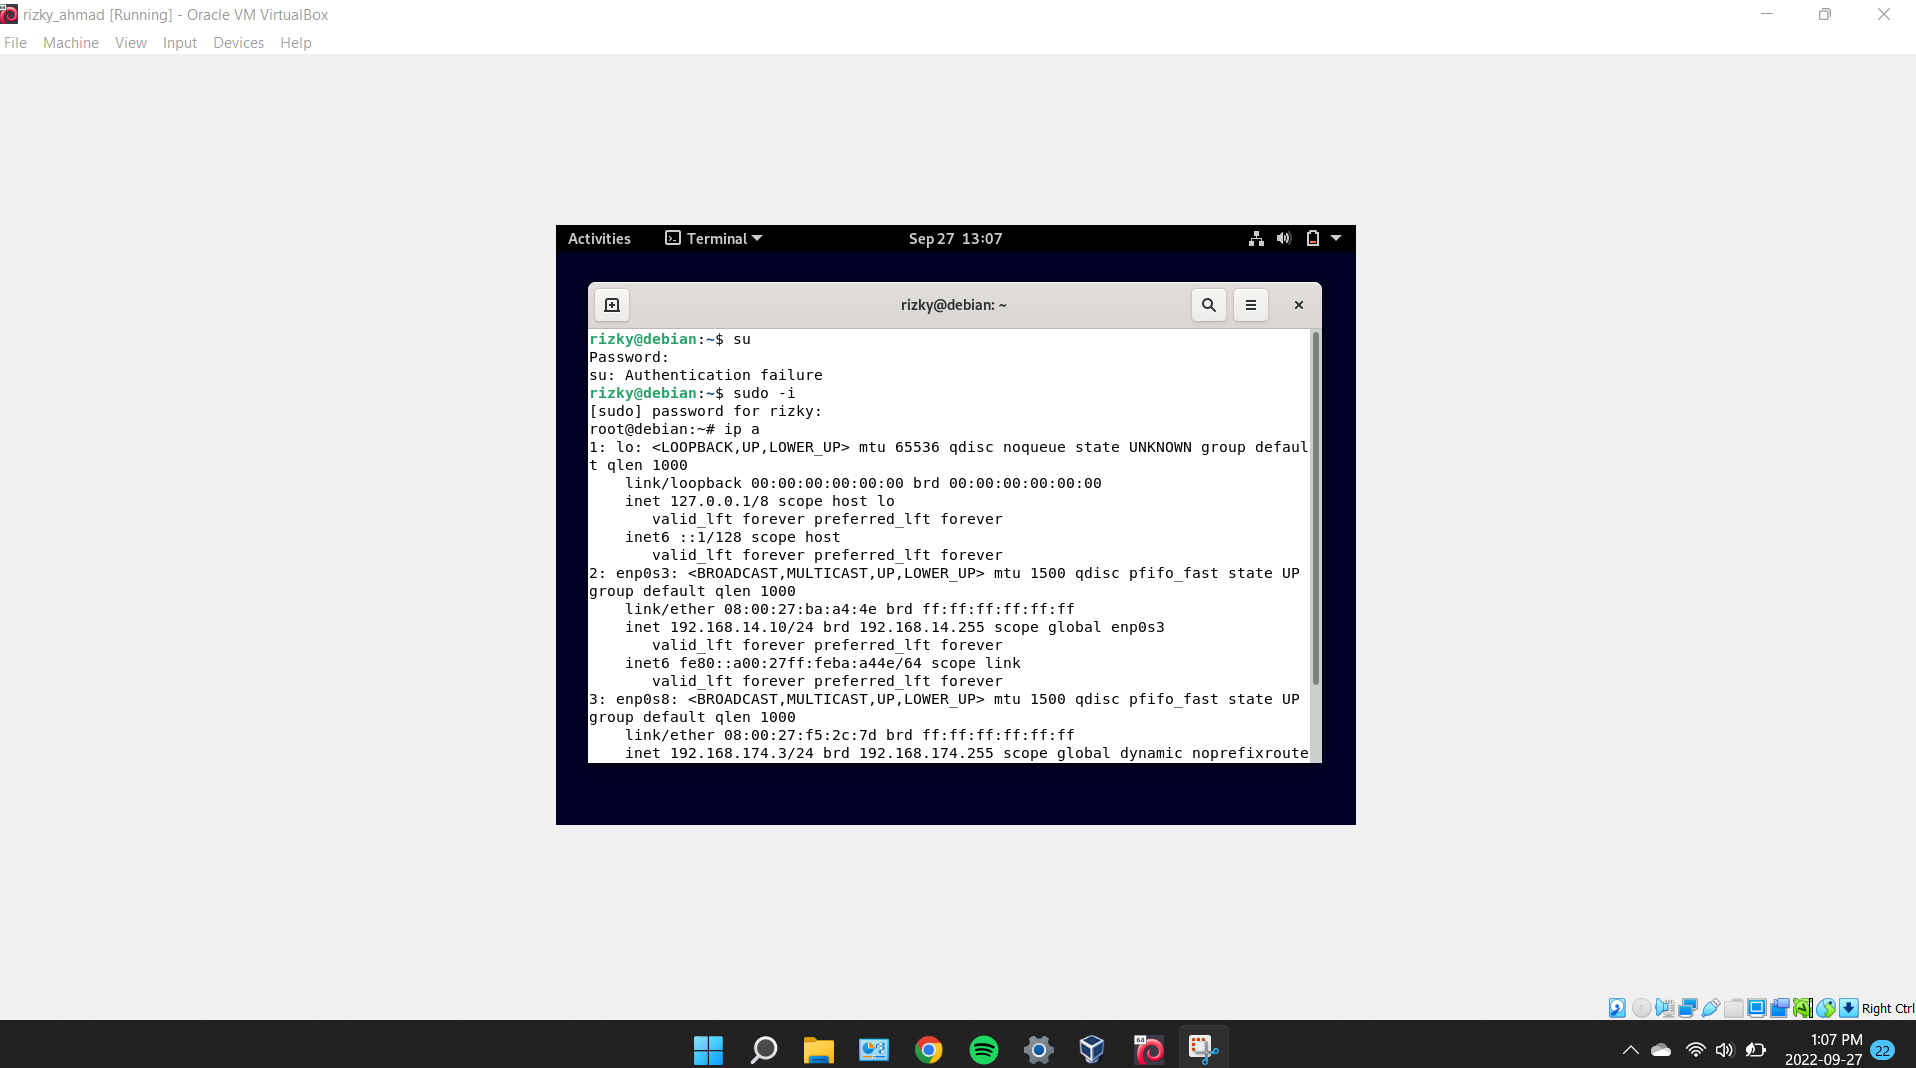 rizky_ahmad [Running] - Oracle VM VirtualBox
File Machine View Input Devices Help
Activities Terminal Sep 27 13:07
rizky@debian: ~
rizky@debian:~$ su
Password:
su: Authentication failure
rizky@debian:~$ sudo -i
[sudo] password for rizky:
root@debian:~# ip a
1: lo: <LOOPBACK,UP,LOWER_UP> mtu 65536 qdisc noqueue state UNKNOWN group defaul
t qlen 1000
    link/loopback 00:00:00:00:00:00 brd 00:00:00:00:00:00
    inet 127.0.0.1/8 scope host lo
       valid_lft forever preferred_lft forever
    inet6 ::1/128 scope host
       valid_lft forever preferred_lft forever
2: enp0s3: <BROADCAST,MULTICAST,UP,LOWER_UP> mtu 1500 qdisc pfifo_fast state UP
group default qlen 1000
    link/ether 08:00:27:ba:a4:4e brd ff:ff:ff:ff:ff:ff
    inet 192.168.14.10/24 brd 192.168.14.255 scope global enp0s3
       valid_lft forever preferred_lft forever
    inet6 fe80::a00:27ff:feba:a44e/64 scope link
       valid_lft forever preferred_lft forever
3: enp0s8: <BROADCAST,MULTICAST,UP,LOWER_UP> mtu 1500 qdisc pfifo_fast state UP
group default qlen 1000
    link/ether 08:00:27:f5:2c:7d brd ff:ff:ff:ff:ff:ff
    inet 192.168.174.3/24 brd 192.168.174.255 scope global dynamic noprefixroute
Right Ctrl
64
1:07 PM
2022-09-27
22